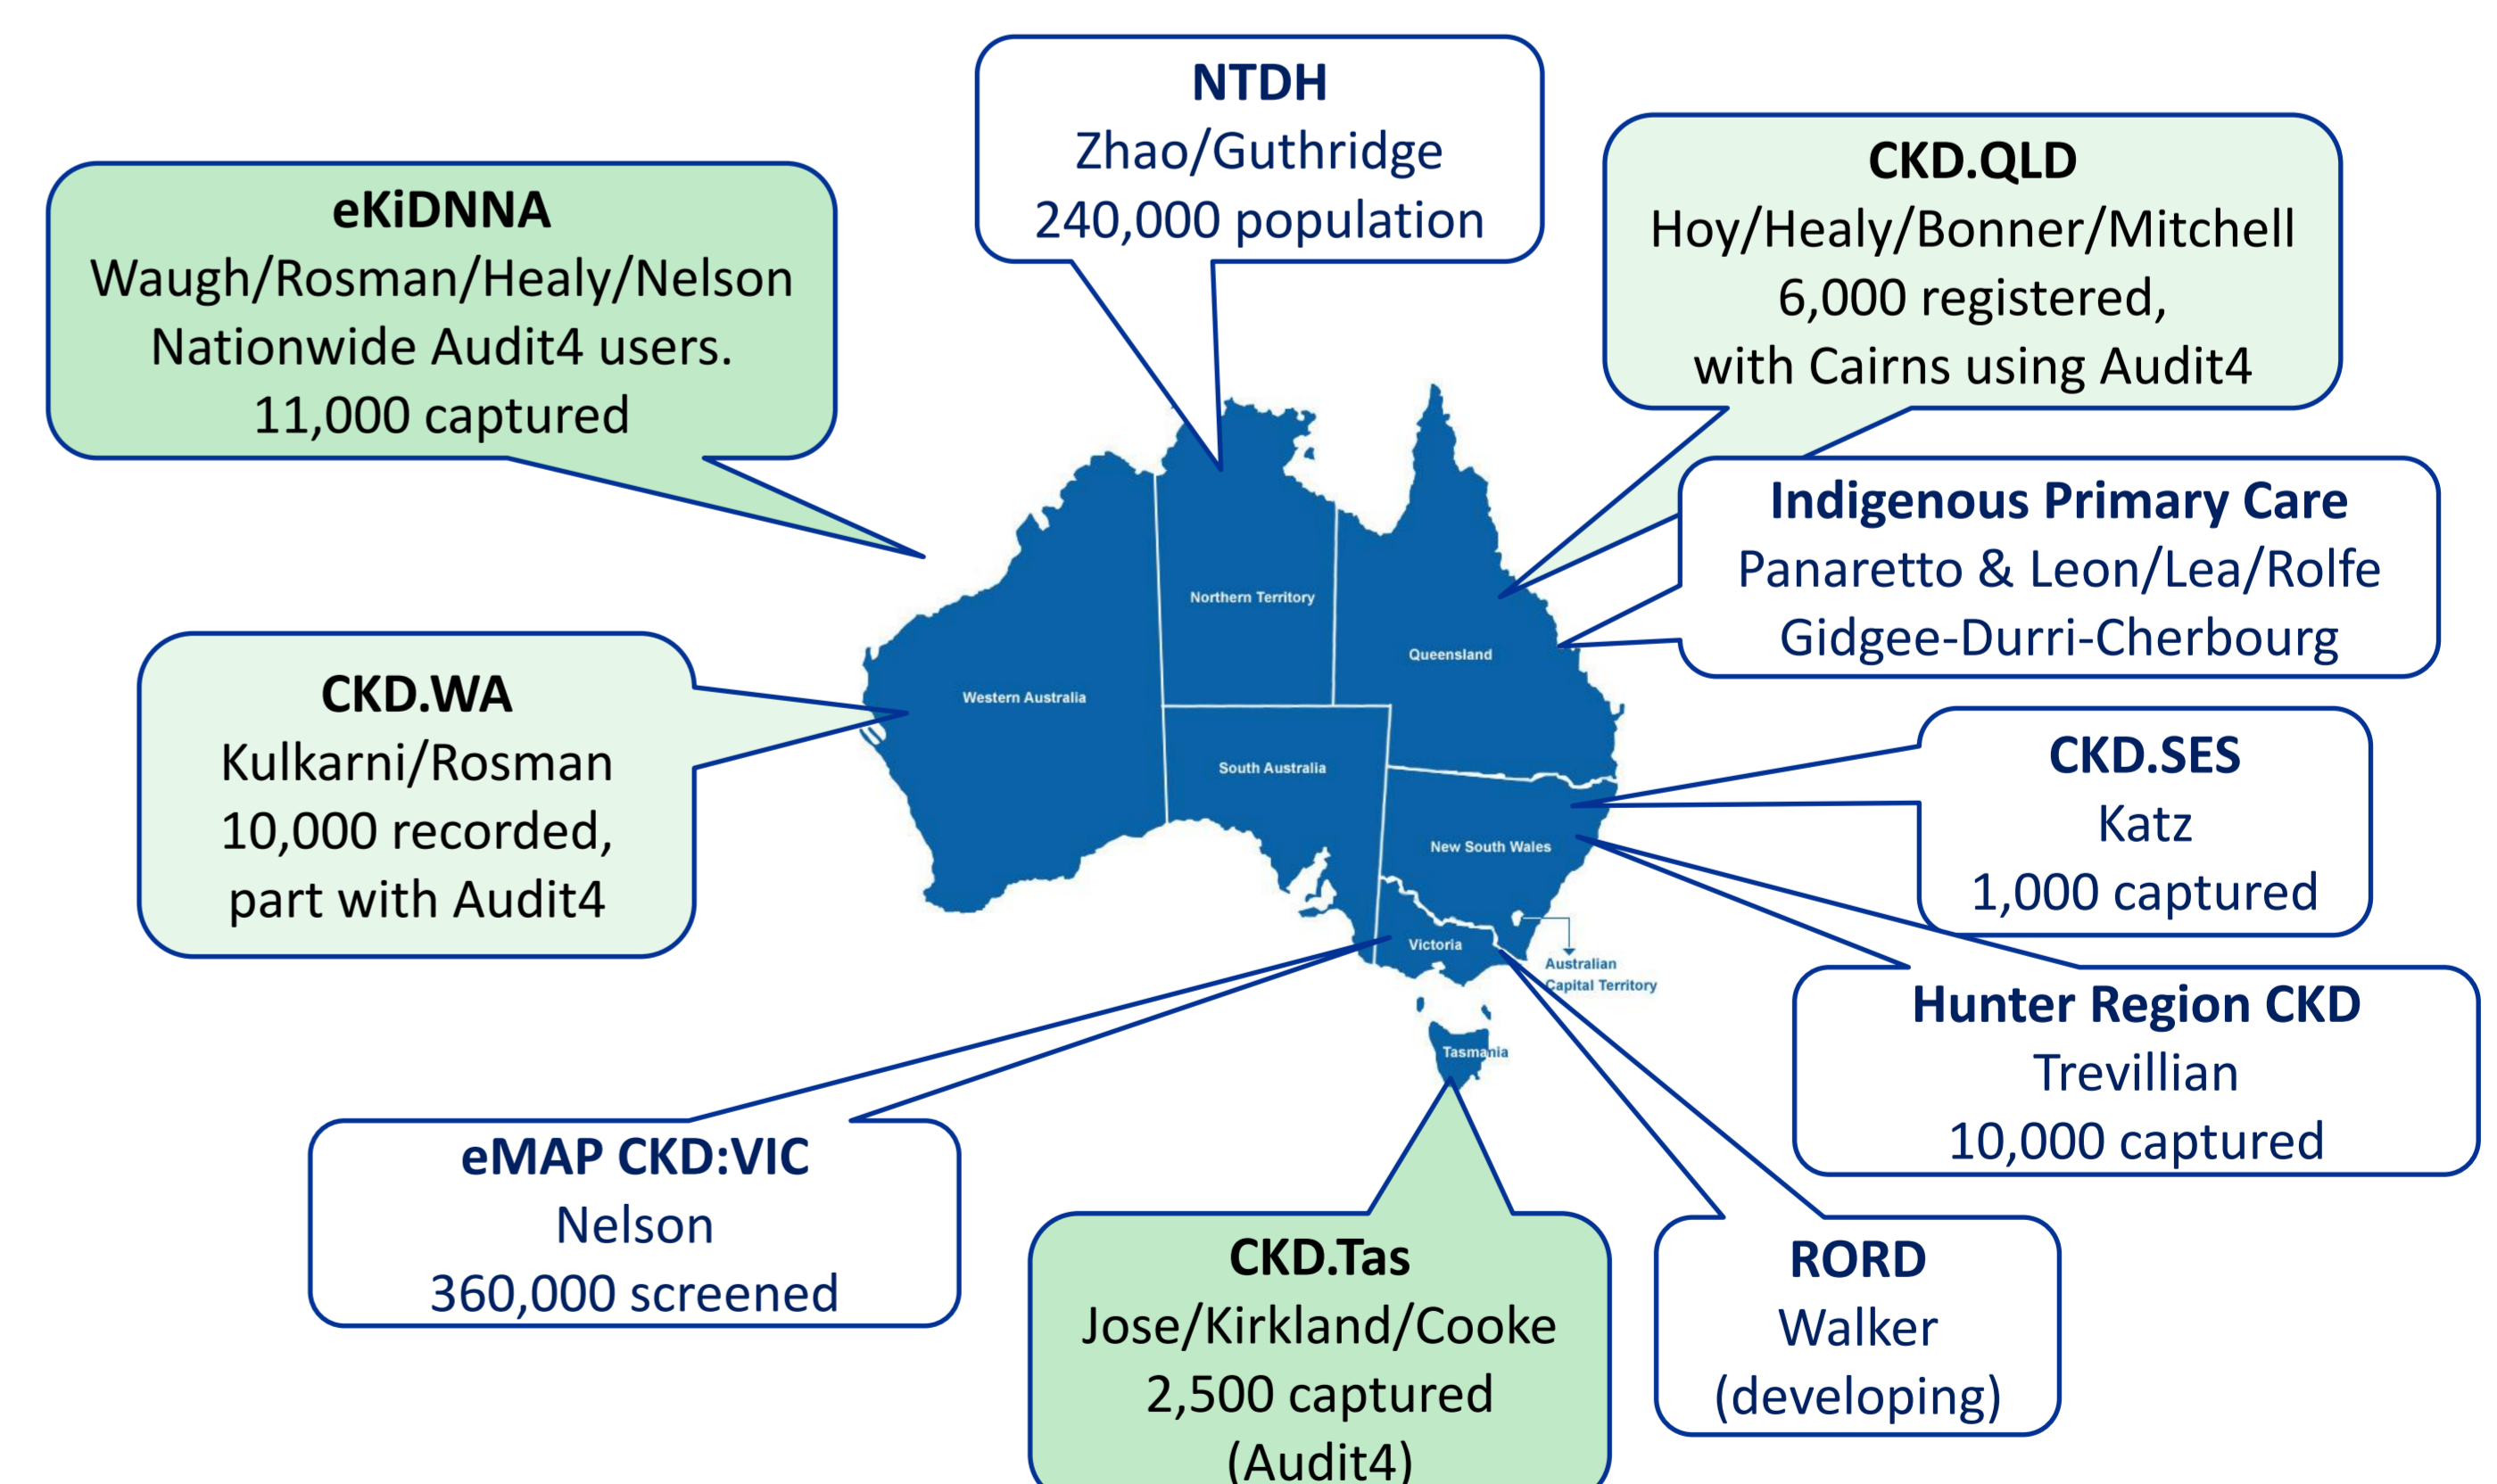 NTDH
Zhao/Guthridge
240,000 population
CKD.QLD
Hoy/Healy/Bonner/Mitchell
6,000 registered,
with Cairns using Audit4
eKiDNNA
Waugh/Rosman/Healy/Nelson
Nationwide Audit4 users.
11,000 captured
Indigenous Primary Care
Panaretto & Leon/Lea/Rolfe
Gidgee-Durri-Cherbourg
CKD.WA
Kulkarni/Rosman
10,000 recorded,
part with Audit4
Northern Territory
Queensland
Western Australia
South Australia
New South Wales
Victoria
Australian
Capital Territory
Tasmania
CKD.SES
Katz
1,000 captured
Hunter Region CKD
Trevillian
10,000 captured
eMAP CKD:VIC
Nelson
360,000 screened
CKD.Tas
Jose/Kirkland/Cooke
2,500 captured
(Audit4)
RORD
Walker
(developing)